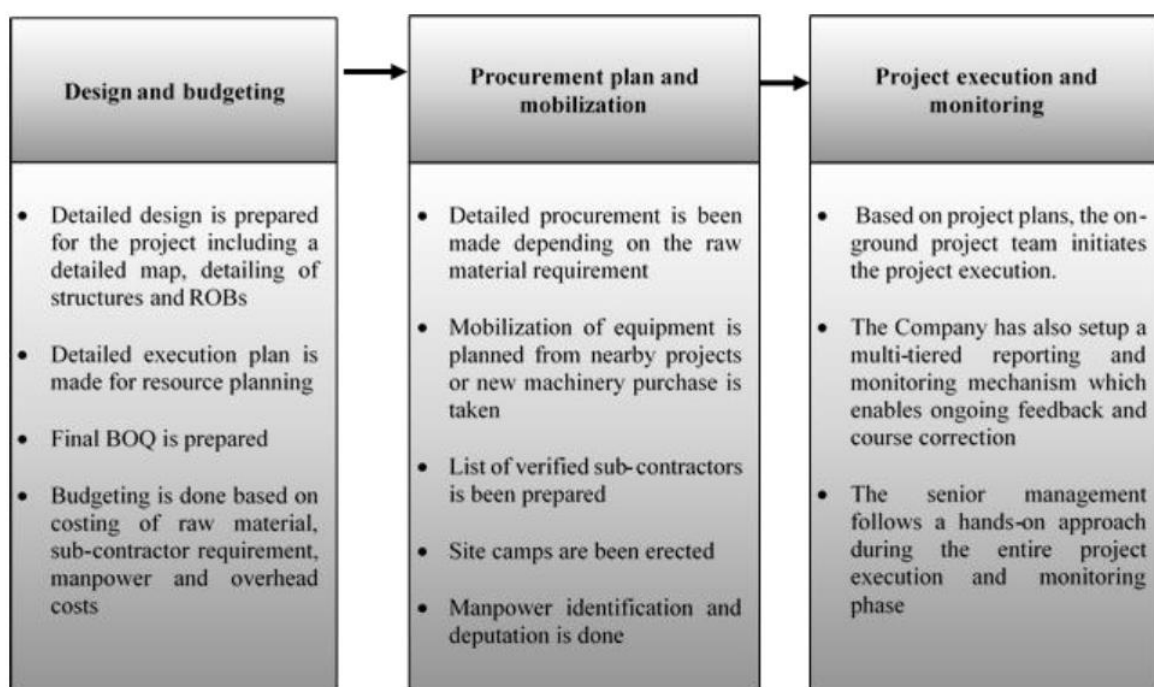 Design and budgeting
• Detailed design is prepared
for the project including a
detailed map, detailing of
structures and ROBs
• Detailed execution plan is
made for resource planning
• Final BOQ is prepared
• Budgeting is done based on
costing of raw material,
sub-contractor requirement,
manpower and overhead
costs
Procurement plan and
mobilization
• Detailed procurement is been
made depending on the raw
material requirement
• Mobilization of equipment is
planned from nearby projects
or new machinery purchase is
taken
• List of verified sub-contractors
is been prepared
• Site camps are been erected
• Manpower identification and
deputation is done
Project execution and
monitoring
• Based on project plans, the on-
ground project team initiates
the project execution.
• The Company has also setup a
multi-tiered reporting and
monitoring mechanism which
enables ongoing feedback and
course correction
• The senior management
follows a hands-on approach
during the entire project
execution and monitoring
phase